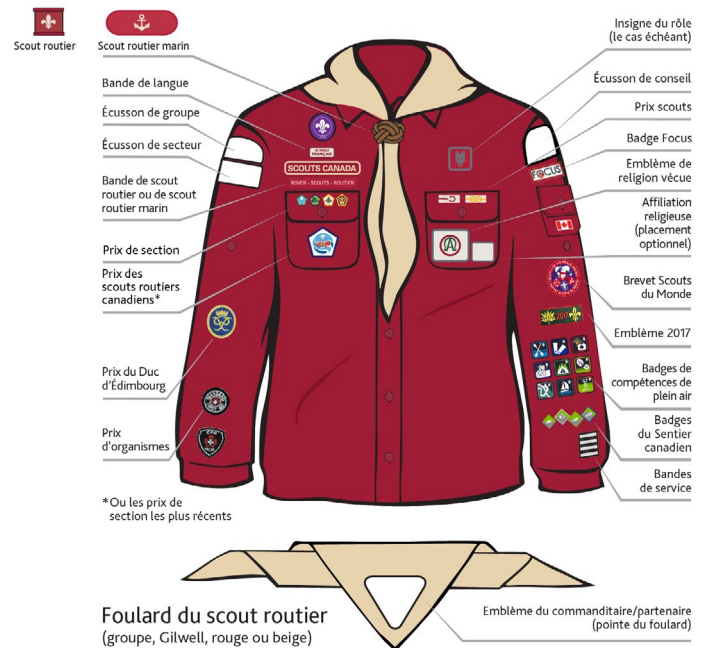 Scout routier
Scout routier marin
Bande de langue
Écusson de groupe
Écusson de secteur
Bande de scout
routier ou de scout
routier marin
Prix de section
Prix des
scouts routiers
canadiens*
Prix du Duc
d'Édimbourg
Prix
d'organismes
*Ou les prix de
section les plus récents
JE PARLE
FRANÇAIS
SCOUTS CANADA
ROVER - SCOUTS - ROUTIER
FOCUS
2017
Insigne du rôle
(le cas échéant)
Écusson de conseil
Prix scouts
Badge Focus
Emblème de
religion vécue
Affiliation
religieuse
(placement
optionnel)
Brevet Scouts
du Monde
Emblème 2017
Badges de
compétences de
plein air
Badges
du Sentier
canadien
Bandes
de service
Foulard du scout routier
(groupe, Gilwell, rouge ou beige)
Emblème du commanditaire/partenaire
(pointe du foulard)